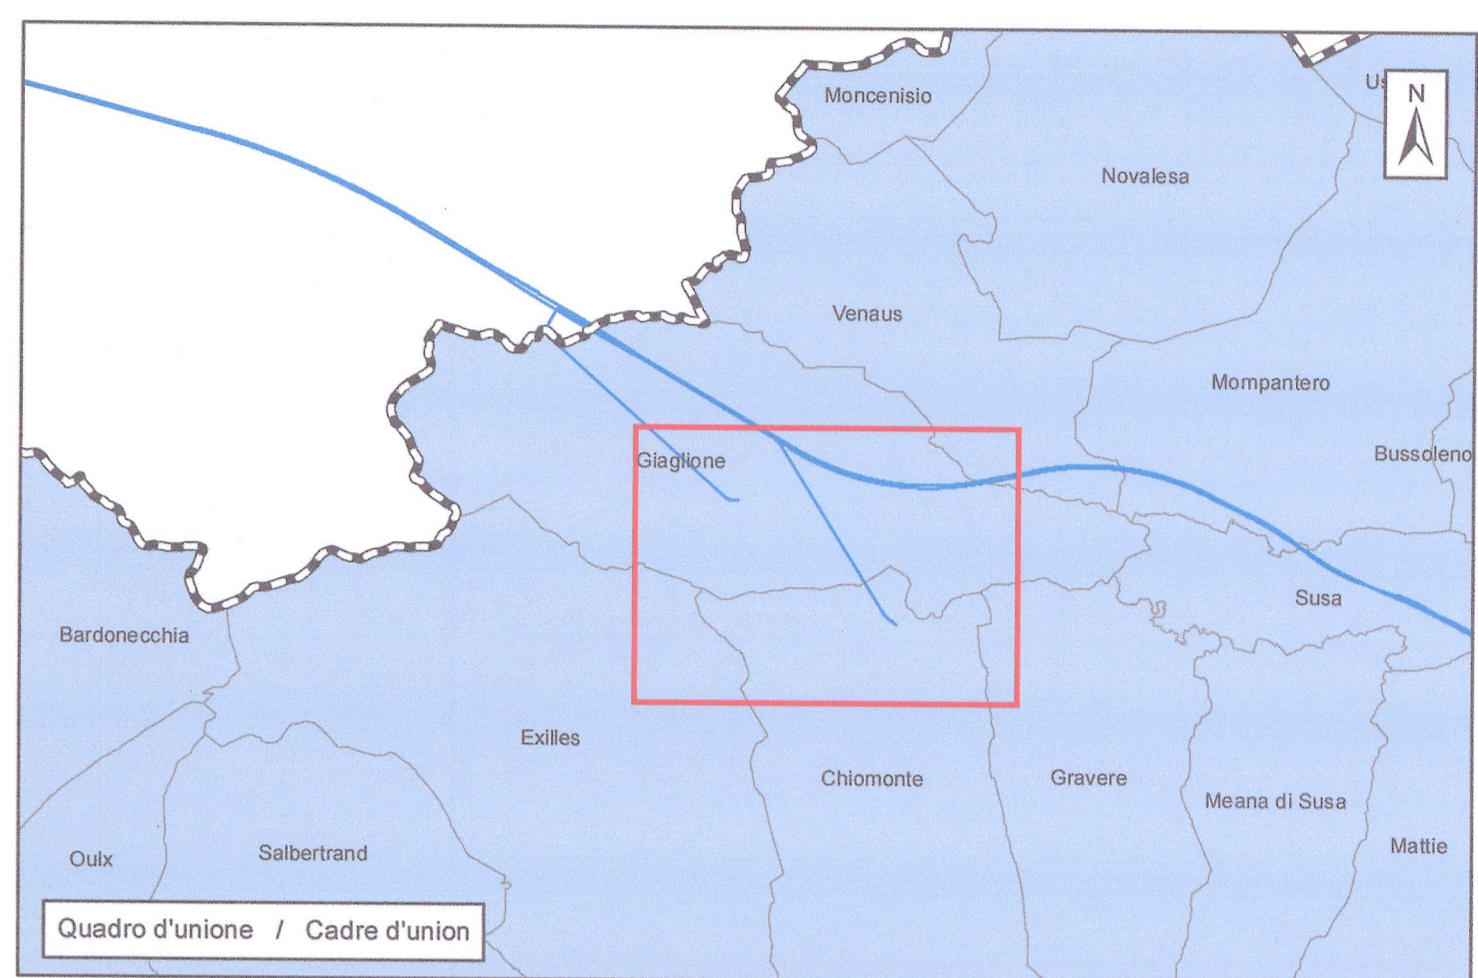 Moncenisio
Us
N
Novalesa
Venaus
Mompantero
Giaglione
Bussoleno
Susa
Bardonecchia
Exilles
Chiomonte
Gravere
Meana di Susa
Oulx
Salbertrand
Mattie
Quadro d'unione / Cadre d'union